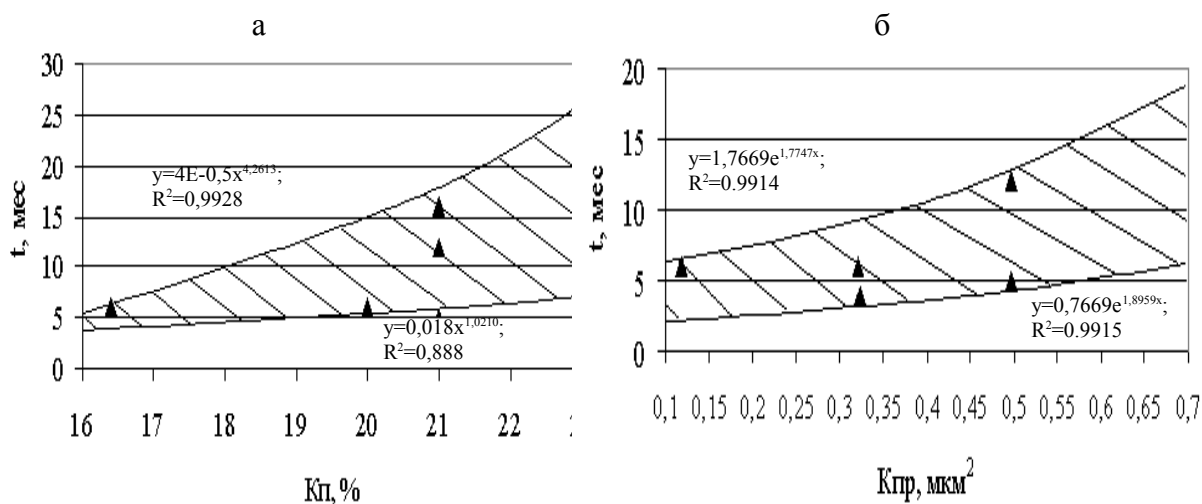 а
30
25
20
15
10
5
0
t, мес
y=4E-0,5x^4,2613;
R²=0,9928
y=0,018x^1,0210;
R²=0,888
16 17 18 19 20 21 22
Кп, %
б
20
15
10
5
0
t, мес
y=1,7669e^1,7747x;
R²=0.9914
y=0,7669e^1,8959x;
R²=0.9915
0,1 0,15 0,2 0,25 0,3 0,35 0,4 0,45 0,5 0,55 0,6 0,65 0,7
Кпр, мкм²